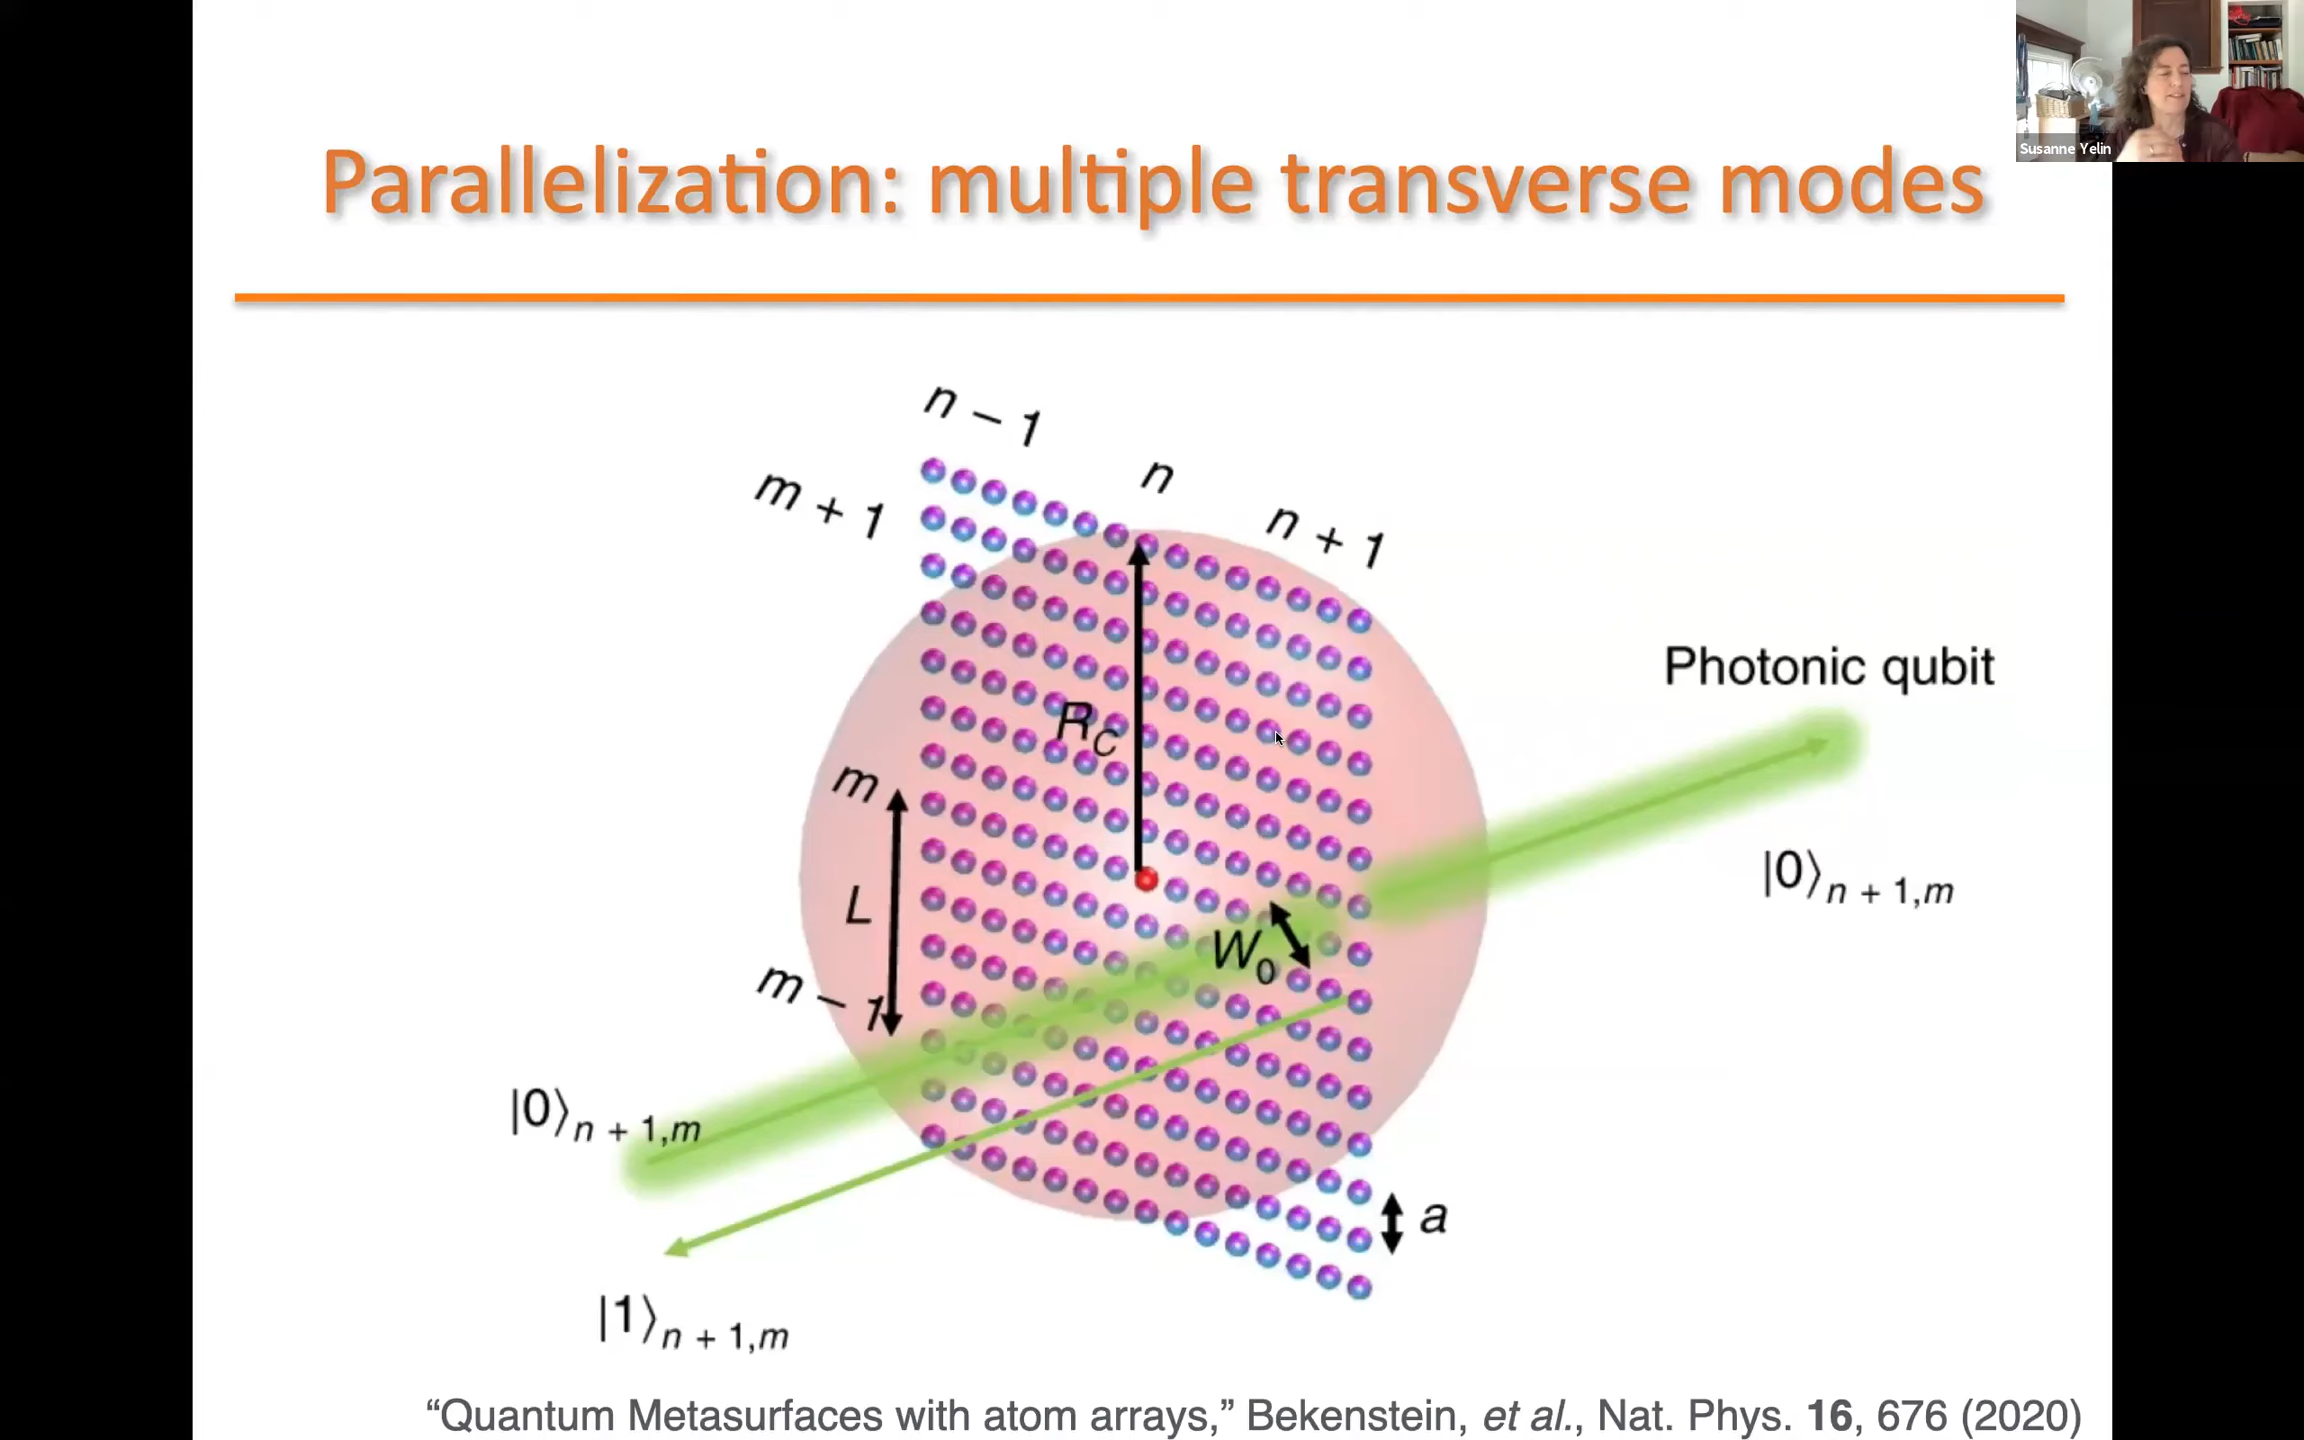 Susanne Yelin
Parallelization: multiple transverse modes
n – 1
n
m + 1
n + 1
Photonic qubit
R_C
m
|0⟩n + 1,m
L
W_0
m – 1
|0⟩n + 1,m
a
|1⟩n + 1,m
“Quantum Metasurfaces with atom arrays,” Bekenstein, et al., Nat. Phys. 16, 676 (2020)